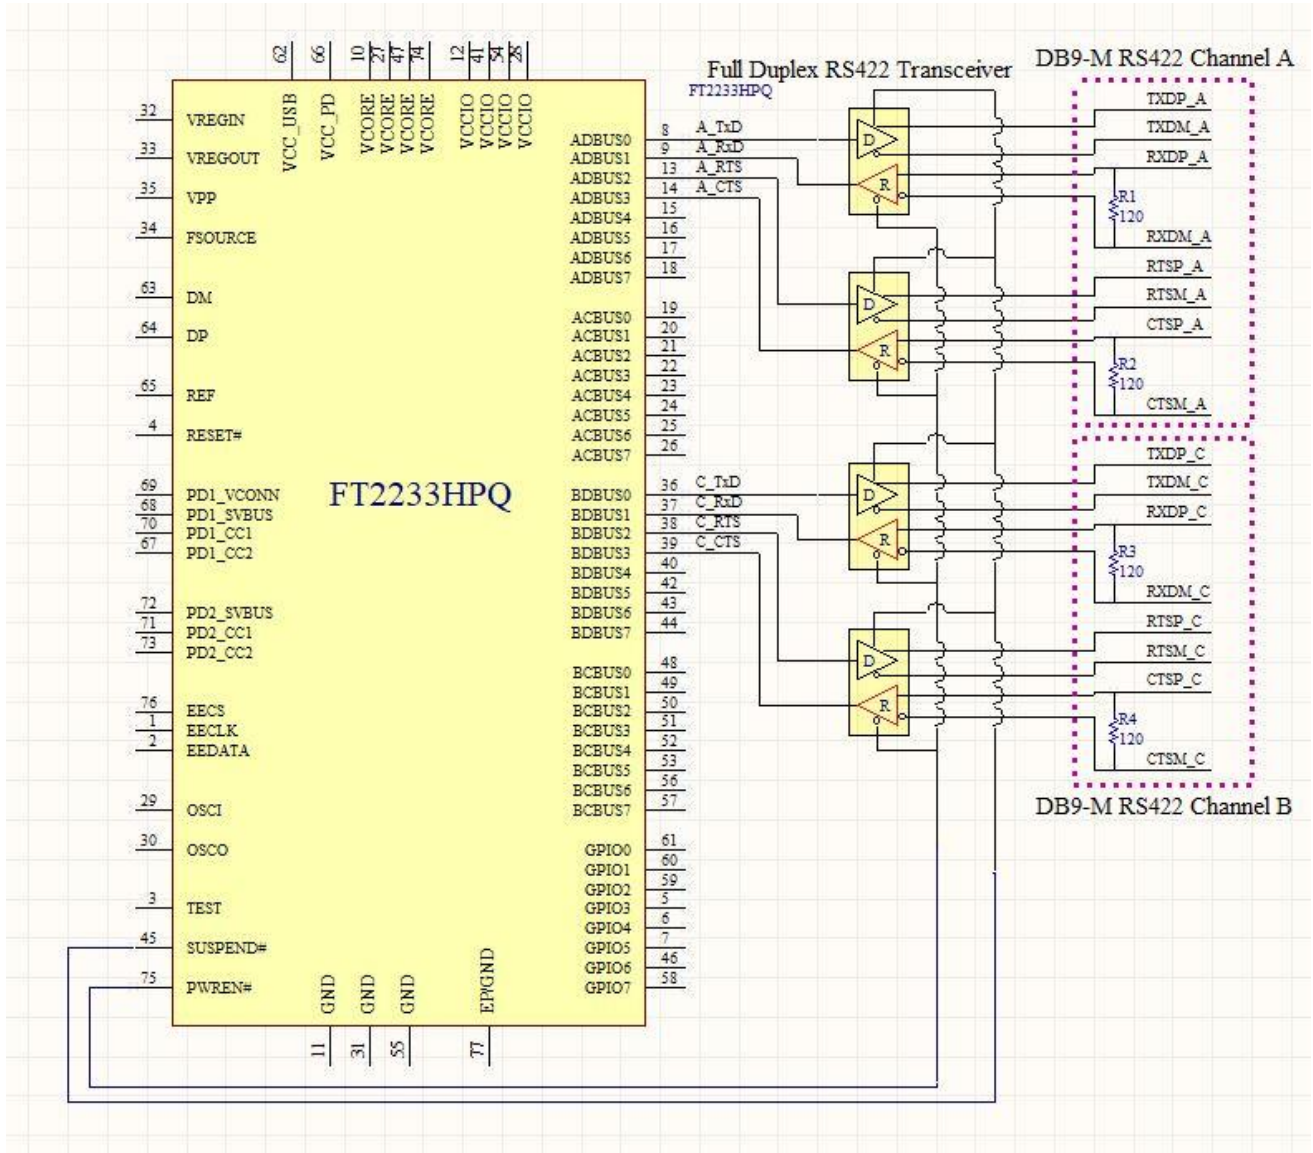 Full Duplex RS422 Transceiver
FT2233HPQ
DB9-M RS422 Channel A
62
66
10
27
47
74
12
41
54
28
VCC_USB
VCC_PD
VCORE
VCORE
VCORE
VCORE
VCCIO
VCCIO
VCCIO
VCCIO
32 VREGIN
33 VREGOUT
35 VPP
34 FSOURCE
63 DM
64 DP
65 REF
4 RESET#
69 PD1_VCONN
68 PD1_SVBUS
70 PD1_CC1
67 PD1_CC2
72 PD2_SVBUS
71 PD2_CC1
73 PD2_CC2
76 EECS
1 EECLK
2 EEDATA
29 OSCI
30 OSCO
3 TEST
45 SUSPEND#
75 PWREN#
FT2233HPQ
ADBUS0 8 A_TxD
ADBUS1 9 A_RxD
ADBUS2 13 A_RTS
ADBUS3 14 A_CTS
ADBUS4 15
ADBUS5 16
ADBUS6 17
ADBUS7 18
ACBUS0 19
ACBUS1 20
ACBUS2 21
ACBUS3 22
ACBUS4 23
ACBUS5 24
ACBUS6 25
ACBUS7 26
BDBUS0 36 C_TxD
BDBUS1 37 C_RxD
BDBUS2 38 C_RTS
BDBUS3 39 C_CTS
BDBUS4 40
BDBUS5 42
BDBUS6 43
BDBUS7 44
BCBUS0 48
BCBUS1 49
BCBUS2 50
BCBUS3 51
BCBUS4 52
BCBUS5 53
BCBUS6 56
BCBUS7 57
GPIO0 61
GPIO1 60
GPIO2 59
GPIO3 5
GPIO4 6
GPIO5 7
GPIO6 46
GPIO7 58
GND
GND
GND
EP/GND
11
31
55
77
D
R
D
R
D
R
D
R
TXDP_A
TXDM_A
RXDP_A
R1
120
RXDM_A
RTSP_A
RTSM_A
CTSP_A
R2
120
CTSM_A
TXDP_C
TXDM_C
RXDP_C
R3
120
RXDM_C
RTSP_C
RTSM_C
CTSP_C
R4
120
CTSM_C
DB9-M RS422 Channel B